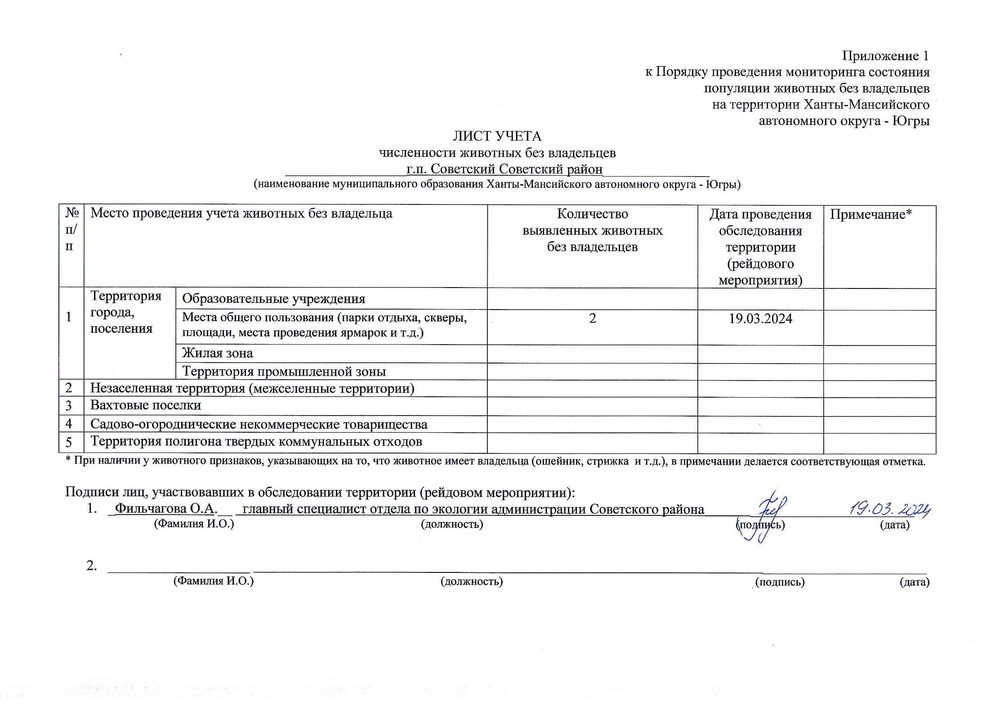 Приложение 1
к Порядку проведения мониторинга состояния
популяции животных без владельцев
на территории Ханты-Мансийского
автономного округа - Югры
ЛИСТ УЧЕТА
численности животных без владельцев
г.п. Советский Советский район
(наименование муниципального образования Ханты-Мансийского автономного округа - Югры)
№ п/п Место проведения учета животных без владельца Количество выявленных животных без владельцев Дата проведения обследования территории (рейдового мероприятия) Примечание*
1 Территория города, поселения Образовательные учреждения
Места общего пользования (парки отдыха, скверы, площади, места проведения ярмарок и т.д.) 2 19.03.2024
Жилая зона
Территория промышленной зоны
2 Незаселенная территория (межселенные территории)
3 Вахтовые поселки
4 Садово-огороднические некоммерческие товарищества
5 Территория полигона твердых коммунальных отходов
* При наличии у животного признаков, указывающих на то, что животное имеет владельца (ошейник, стрижка и т.д.), в примечании делается соответствующая отметка.
Подписи лиц, участвовавших в обследовании территории (рейдовом мероприятии):
1. Фильчагова О.А. главный специалист отдела по экологии администрации Советского района 19.03.2024
(Фамилия И.О.) (должность) (подпись) (дата)
2.
(Фамилия И.О.) (должность) (подпись) (дата)